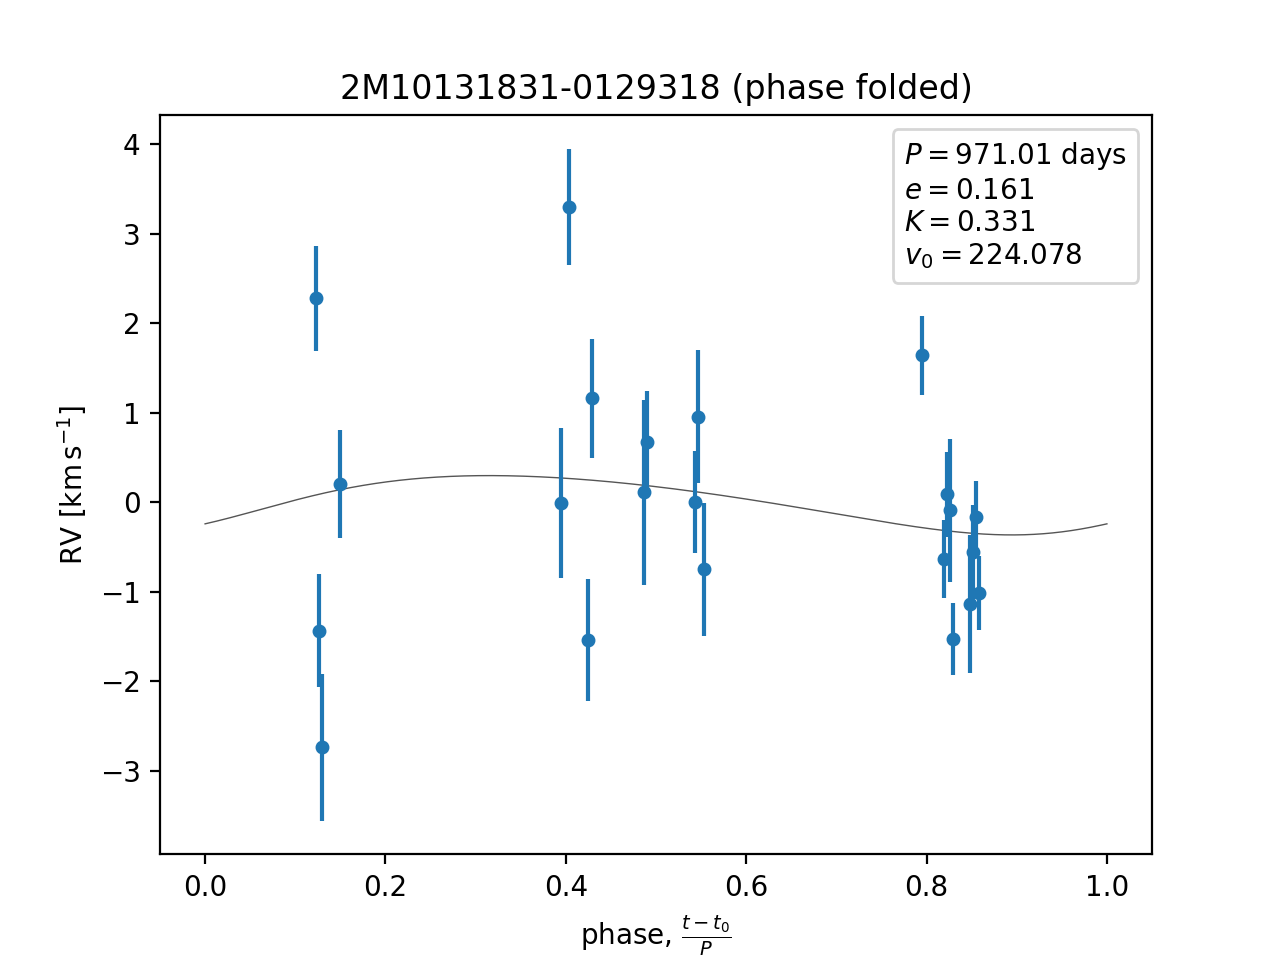 2M10131831-0129318 (phase folded)
P = 971.01 days
e = 0.161
K = 0.331
v₀ = 224.078
RV [km s⁻¹]
4
3
2
1
0
−1
−2
−3
0.0 0.2 0.4 0.6 0.8 1.0
phase, (t − t₀)/P